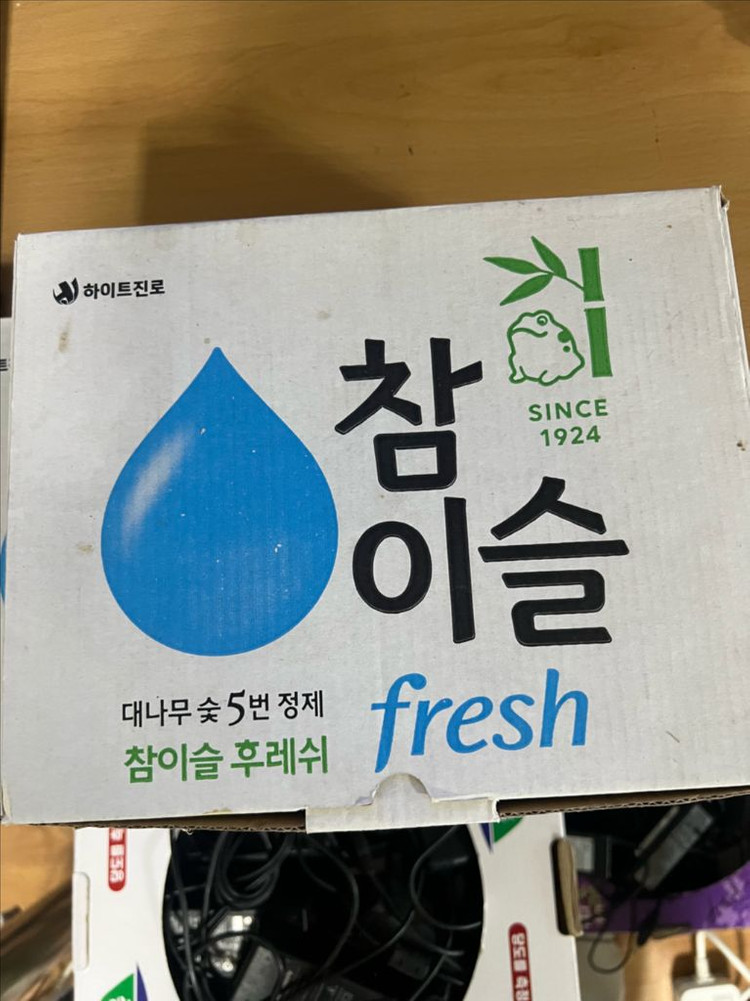 하이트진로
SINCE
1924
참
이슬
fresh
대나무 숯 5번 정제
참이슬 후레쉬